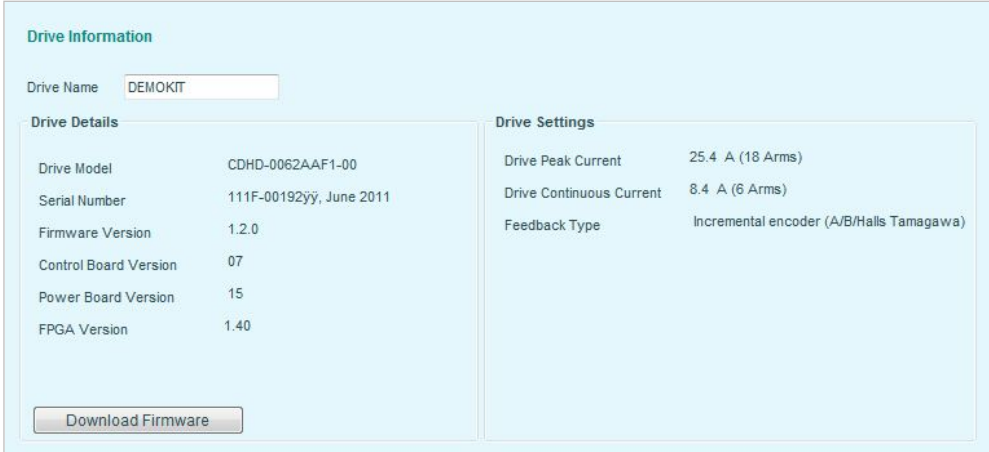 Drive Information
Drive Name DEMOKIT
Drive Details
Drive Model CDHD-0062AAF1-00
Serial Number 111F-00192ÿÿ, June 2011
Firmware Version 1.2.0
Control Board Version 07
Power Board Version 15
FPGA Version 1.40
Download Firmware
Drive Settings
Drive Peak Current 25.4 A (18 Arms)
Drive Continuous Current 8.4 A (6 Arms)
Feedback Type Incremental encoder (A/B/Halls Tamagawa)